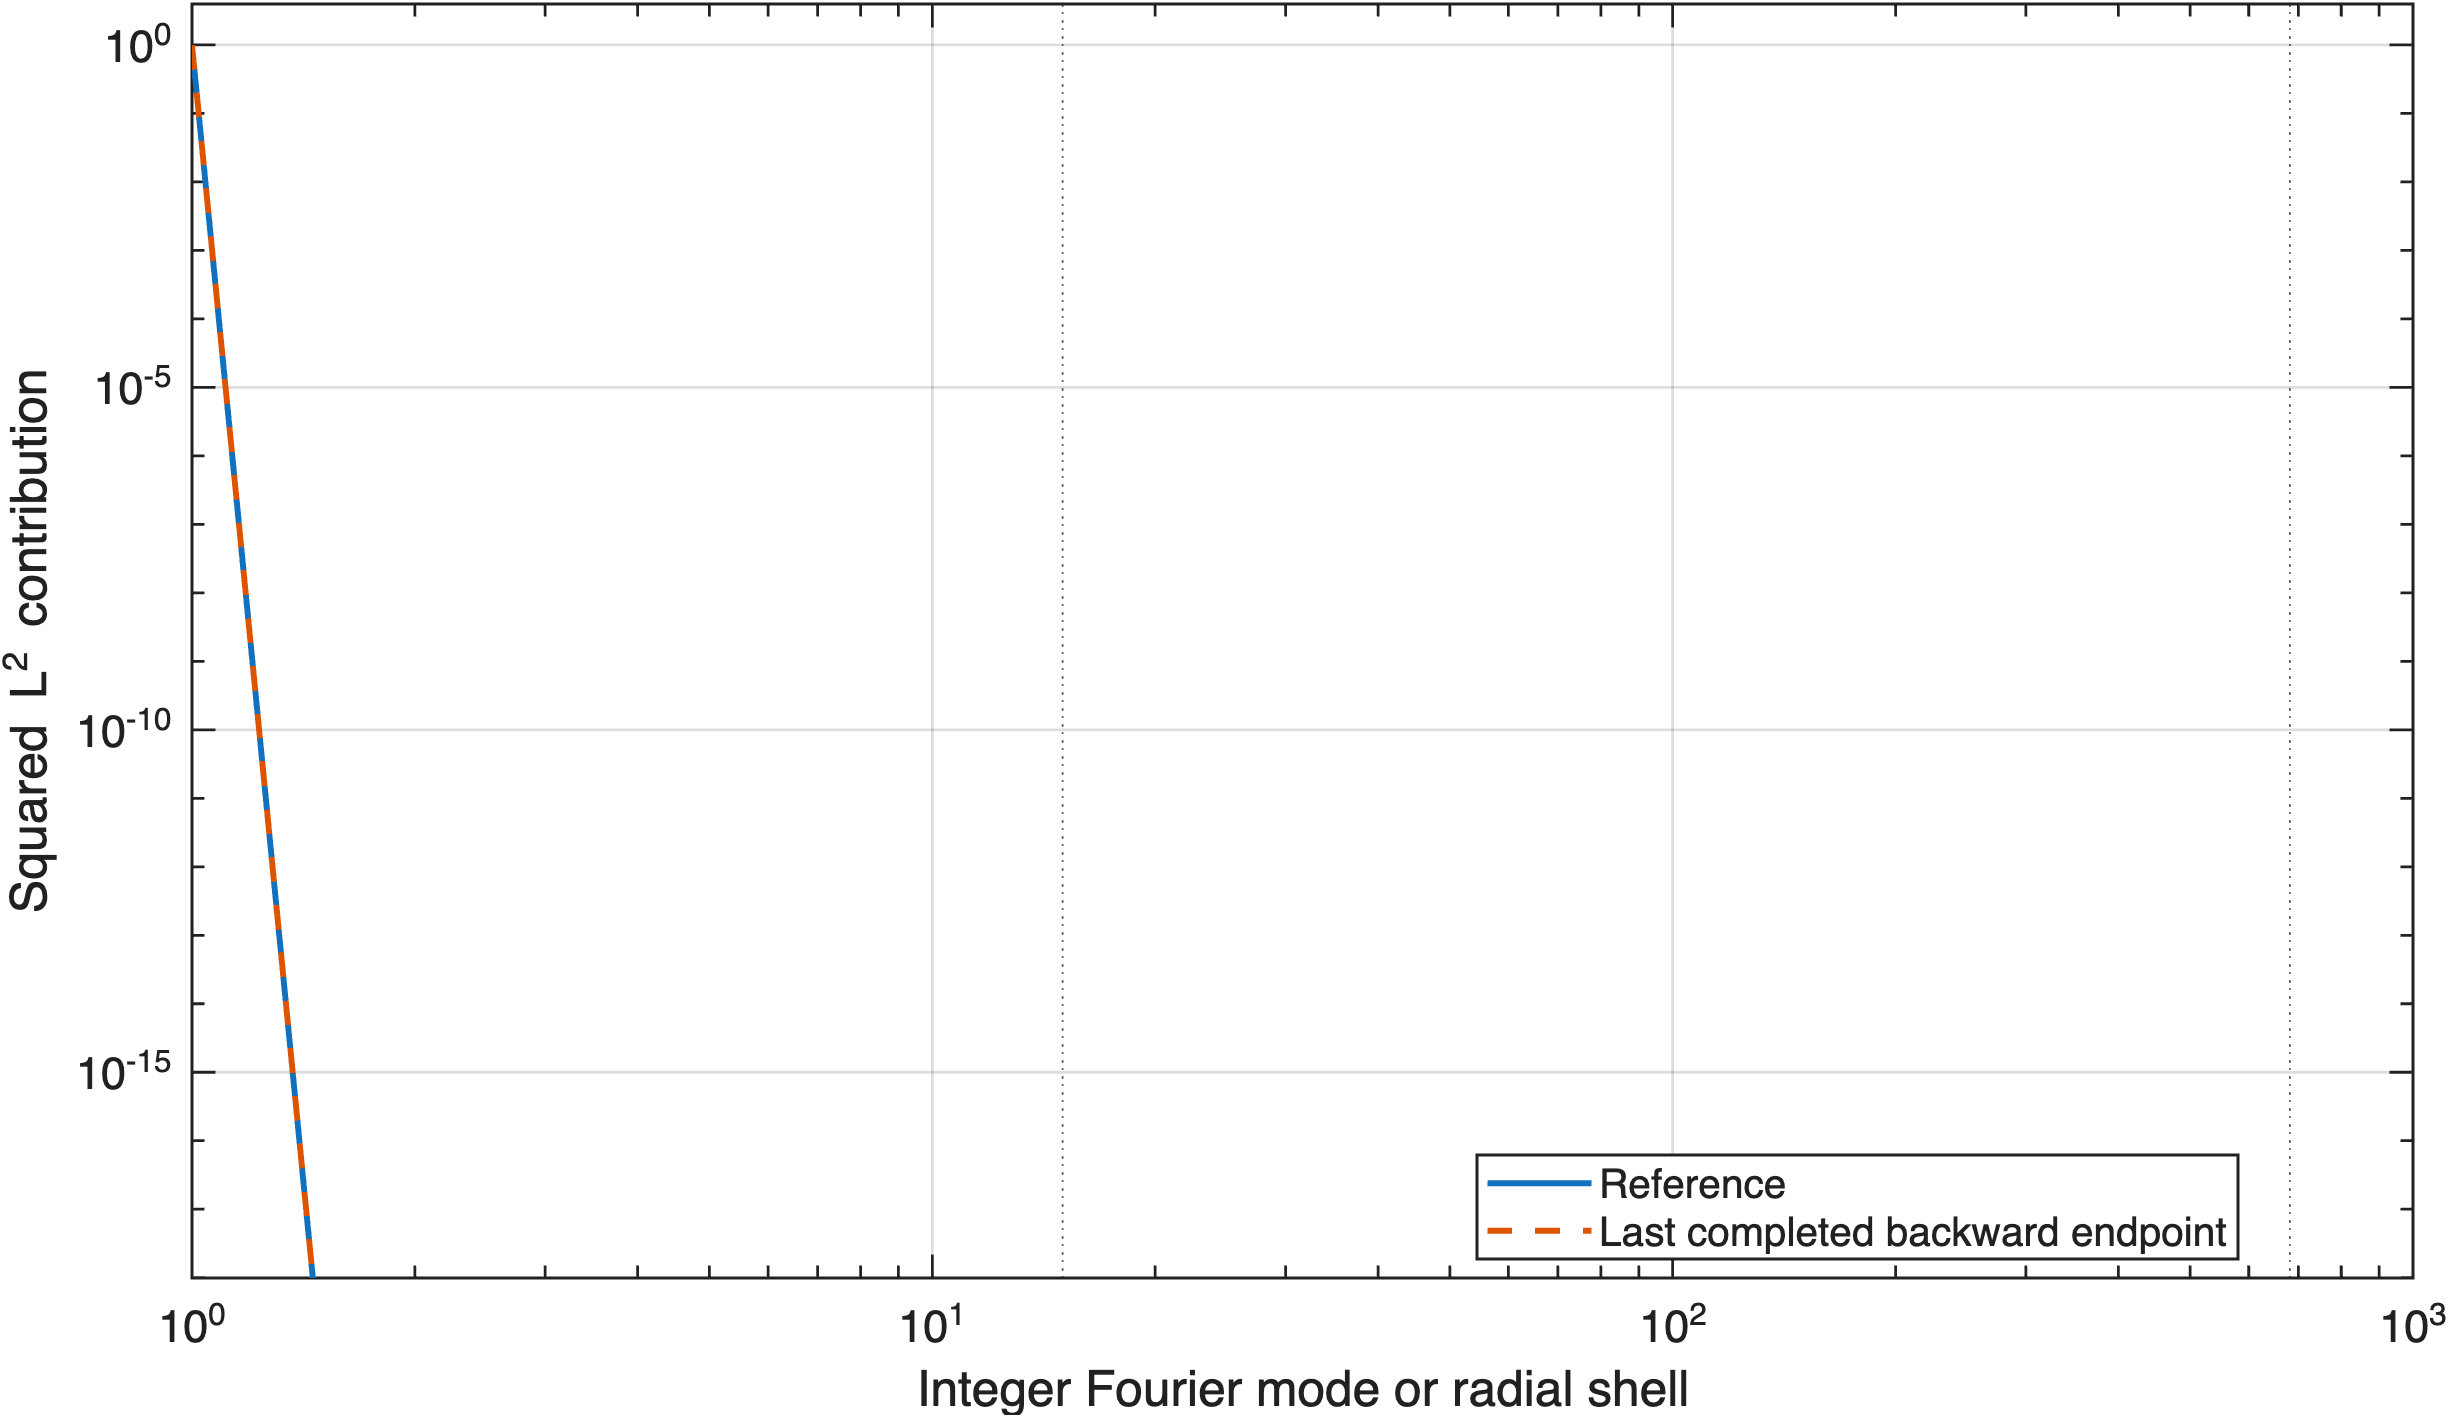 10^0
10^-5
10^-10
10^-15
Squared L^2 contribution
Reference
Last completed backward endpoint
10^0 10^1 10^2 10^3
Integer Fourier mode or radial shell